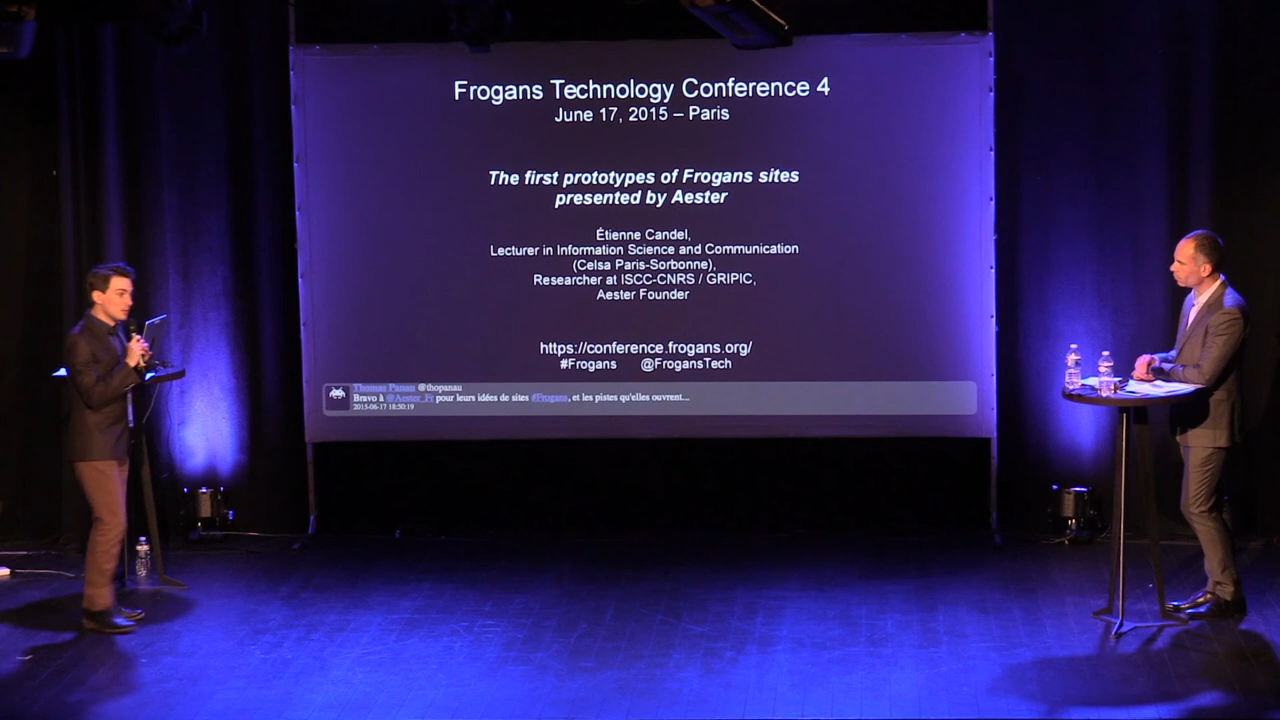 Frogans Technology Conference 4
June 17, 2015 – Paris
The first prototypes of Frogans sites
presented by Aester
Étienne Candel,
Lecturer in Information Science and Communication
(Celsa Paris-Sorbonne),
Researcher at ISCC-CNRS / GRIPIC,
Aester Founder
https://conference.frogans.org/
#Frogans @FrogansTech
Thomas Panau @thopanau
Bravo à @Aester_Fr pour leurs idées de sites #Frogans, et les pistes qu'elles ouvrent...
2015-06-17 18:50:19